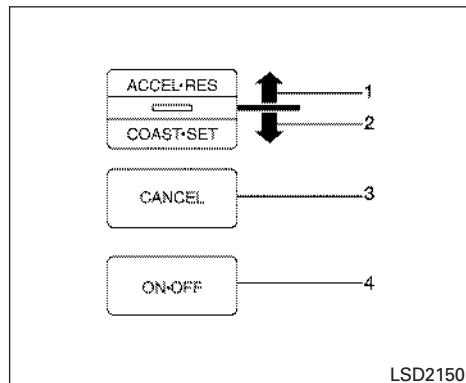 ACCEL•RES
1
2
COAST•SET
CANCEL
3
ON•OFF
4
LSD2150